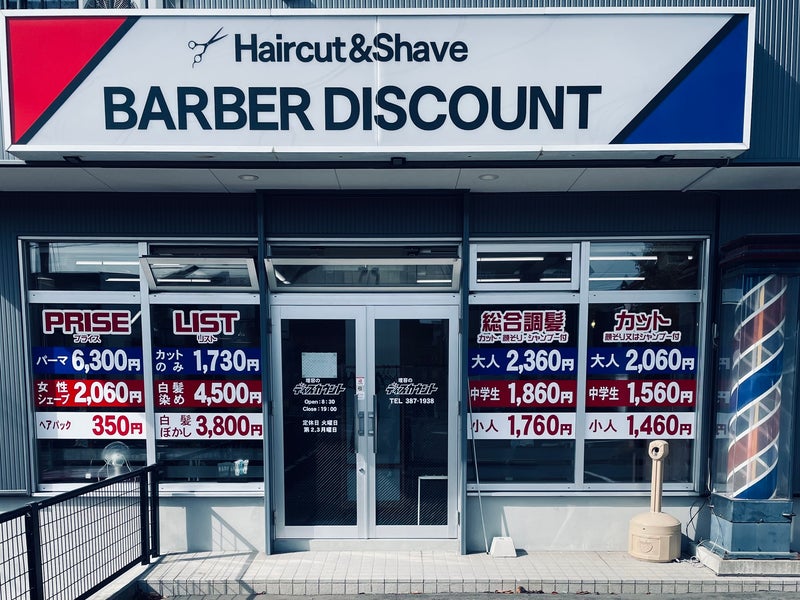 Haircut&Shave
BARBER DISCOUNT
PRISE
プライス
パーマ 6,300円
女性シェーブ 2,060円
ヘアパック 350円
LIST
リスト
カットのみ 1,730円
白髪染め 4,500円
白髪ぼかし 3,800円
理容の
ディスカウント
Open : 8 : 30
Close : 19 : 00
定休日 火曜日
第2,3月曜日
理容の
ディスカウント
TEL 387-1938
総合調髪
カット・顔そり・シャンプー付
大人 2,360円
中学生 1,860円
小人 1,760円
カット
顔そり又はシャンプー付
大人 2,060円
中学生 1,560円
小人 1,460円